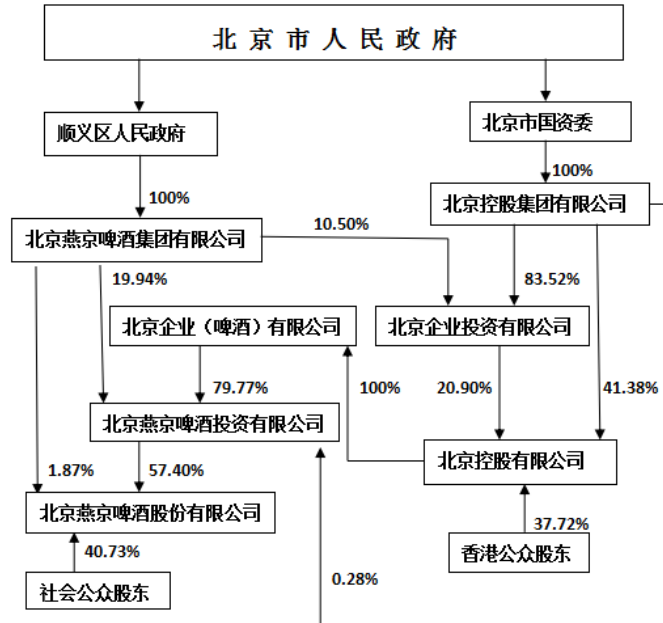 北京市人民政府
顺义区人民政府
北京市国资委
100%
100%
北京控股集团有限公司
北京燕京啤酒集团有限公司
10.50%
19.94%
83.52%
北京企业（啤酒）有限公司
北京企业投资有限公司
79.77%
100%
20.90%
41.38%
北京燕京啤酒投资有限公司
1.87%
57.40%
北京控股有限公司
北京燕京啤酒股份有限公司
37.72%
40.73%
香港公众股东
0.28%
社会公众股东